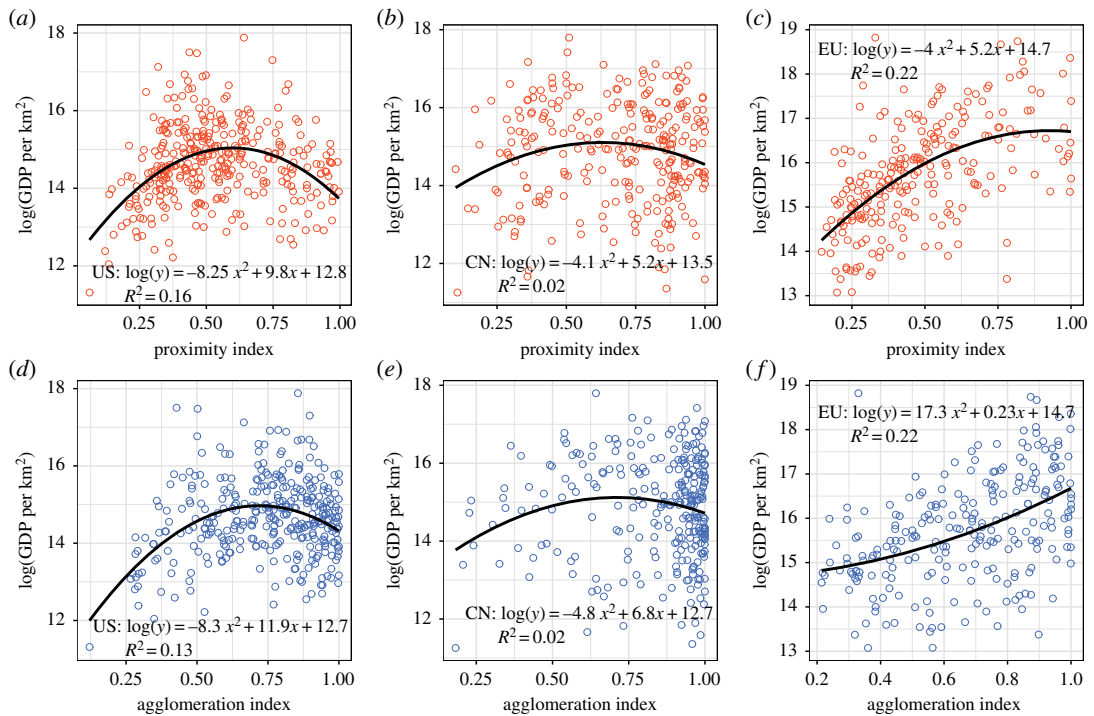 (a)
18
16
14
12
log(GDP per km²)
US: log(y) = −8.25 x² + 9.8x + 12.8
R² = 0.16
0.25 0.50 0.75 1.00
proximity index
(b)
18
16
14
12
log(GDP per km²)
CN: log(y) = −4.1 x² + 5.2x + 13.5
R² = 0.02
0.25 0.50 0.75 1.00
proximity index
(c)
19
18
17
16
15
14
13
log(GDP per km²)
EU: log(y) = −4 x² + 5.2x + 14.7
R² = 0.22
0.25 0.50 0.75 1.00
proximity index
(d)
18
16
14
12
log(GDP per km²)
US: log(y) = −8.3 x² + 11.9x + 12.7
R² = 0.13
0.25 0.50 0.75 1.00
agglomeration index
(e)
18
16
14
12
log(GDP per km²)
CN: log(y) = −4.8 x² + 6.8x + 12.7
R² = 0.02
0.25 0.50 0.75 1.00
agglomeration index
(f)
19
18
17
16
15
14
13
log(GDP per km²)
EU: log(y) = 17.3 x² + 0.23x + 14.7
R² = 0.22
0.2 0.4 0.6 0.8 1.0
agglomeration index